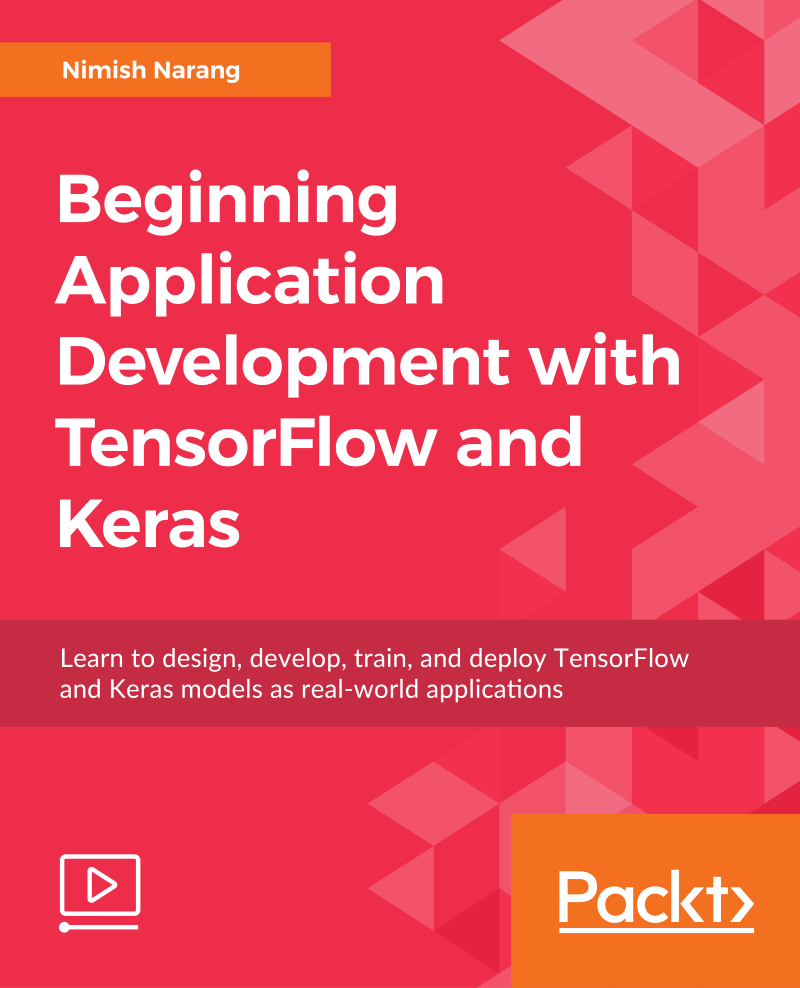 Nimish Narang
Beginning
Application
Development with
TensorFlow and
Keras
Learn to design, develop, train, and deploy TensorFlow
and Keras models as real-world applications
Packt